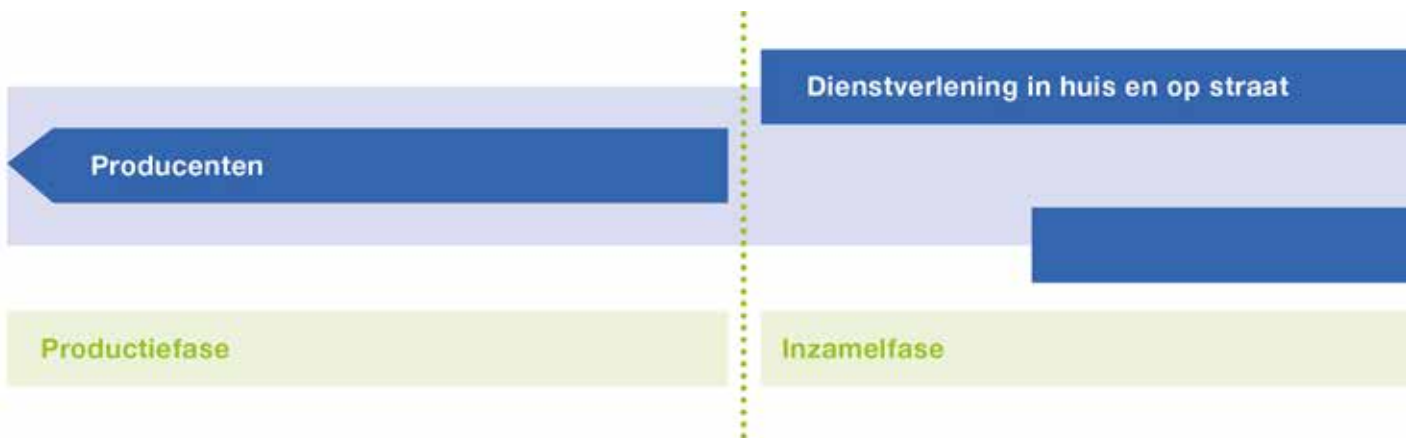 Dienstverlening in huis en op straat
Producenten
Productiefase
Inzamelfase